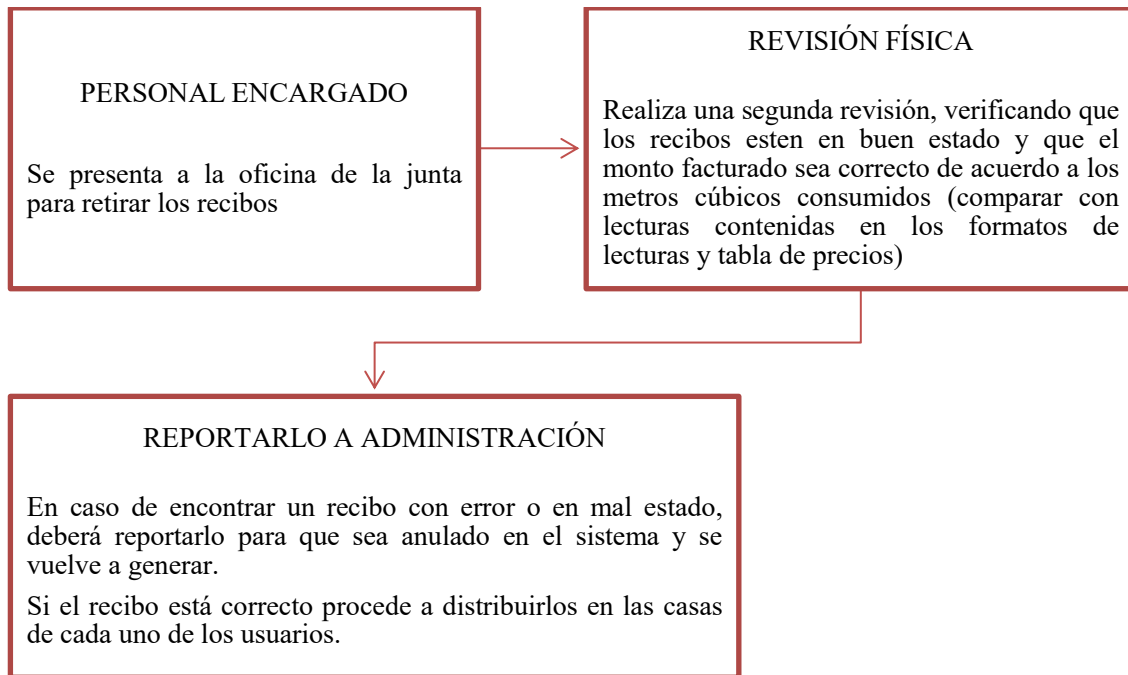 PERSONAL ENCARGADO
Se presenta a la oficina de la junta
para retirar los recibos
REVISIÓN FÍSICA
Realiza una segunda revisión, verificando que
los recibos esten en buen estado y que el
monto facturado sea correcto de acuerdo a los
metros cúbicos consumidos (comparar con
lecturas contenidas en los formatos de
lecturas y tabla de precios)
REPORTARLO A ADMINISTRACIÓN
En caso de encontrar un recibo con error o en mal estado,
deberá reportarlo para que sea anulado en el sistema y se
vuelve a generar.
Si el recibo está correcto procede a distribuirlos en las casas
de cada uno de los usuarios.